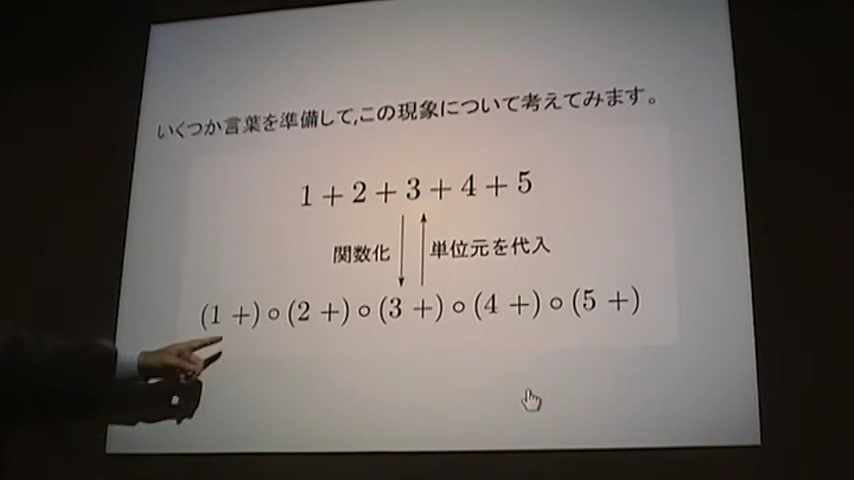 いくつか言葉を準備して,この現象について考えてみます。
1 + 2 + 3 + 4 + 5
関数化 単位元を代入
(1 +) ∘ (2 +) ∘ (3 +) ∘ (4 +) ∘ (5 +)